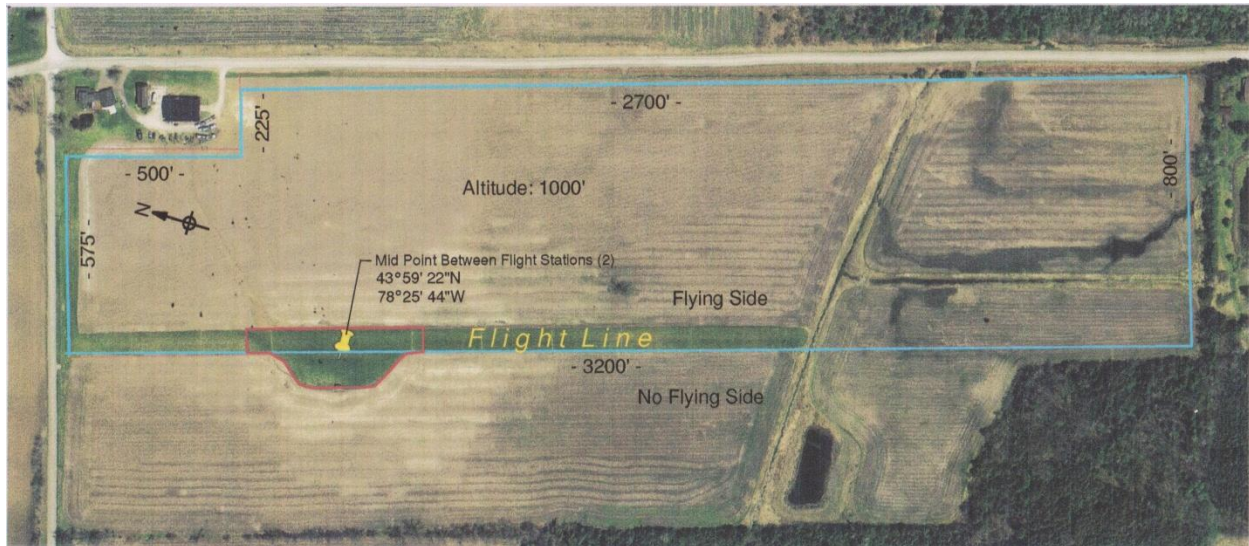 - 2700' -
- 225' -
- 500' -
- 800' -
Altitude: 1000'
N
- 575' -
Mid Point Between Flight Stations (2)
43°59' 22"N
78°25' 44"W
Flying Side
Flight Line
- 3200' -
No Flying Side